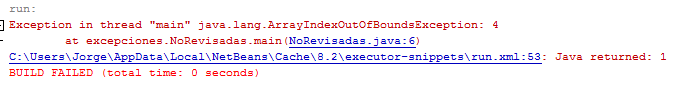 run:
Exception in thread "main" java.lang.ArrayIndexOutOfBoundsException: 4
at excepciones.NoRevisadas.main(NoRevisadas.java:6)
C:\Users\Jorge\AppData\Local\NetBeans\Cache\8.2\executor-snippets\run.xml:53: Java returned: 1
BUILD FAILED (total time: 0 seconds)